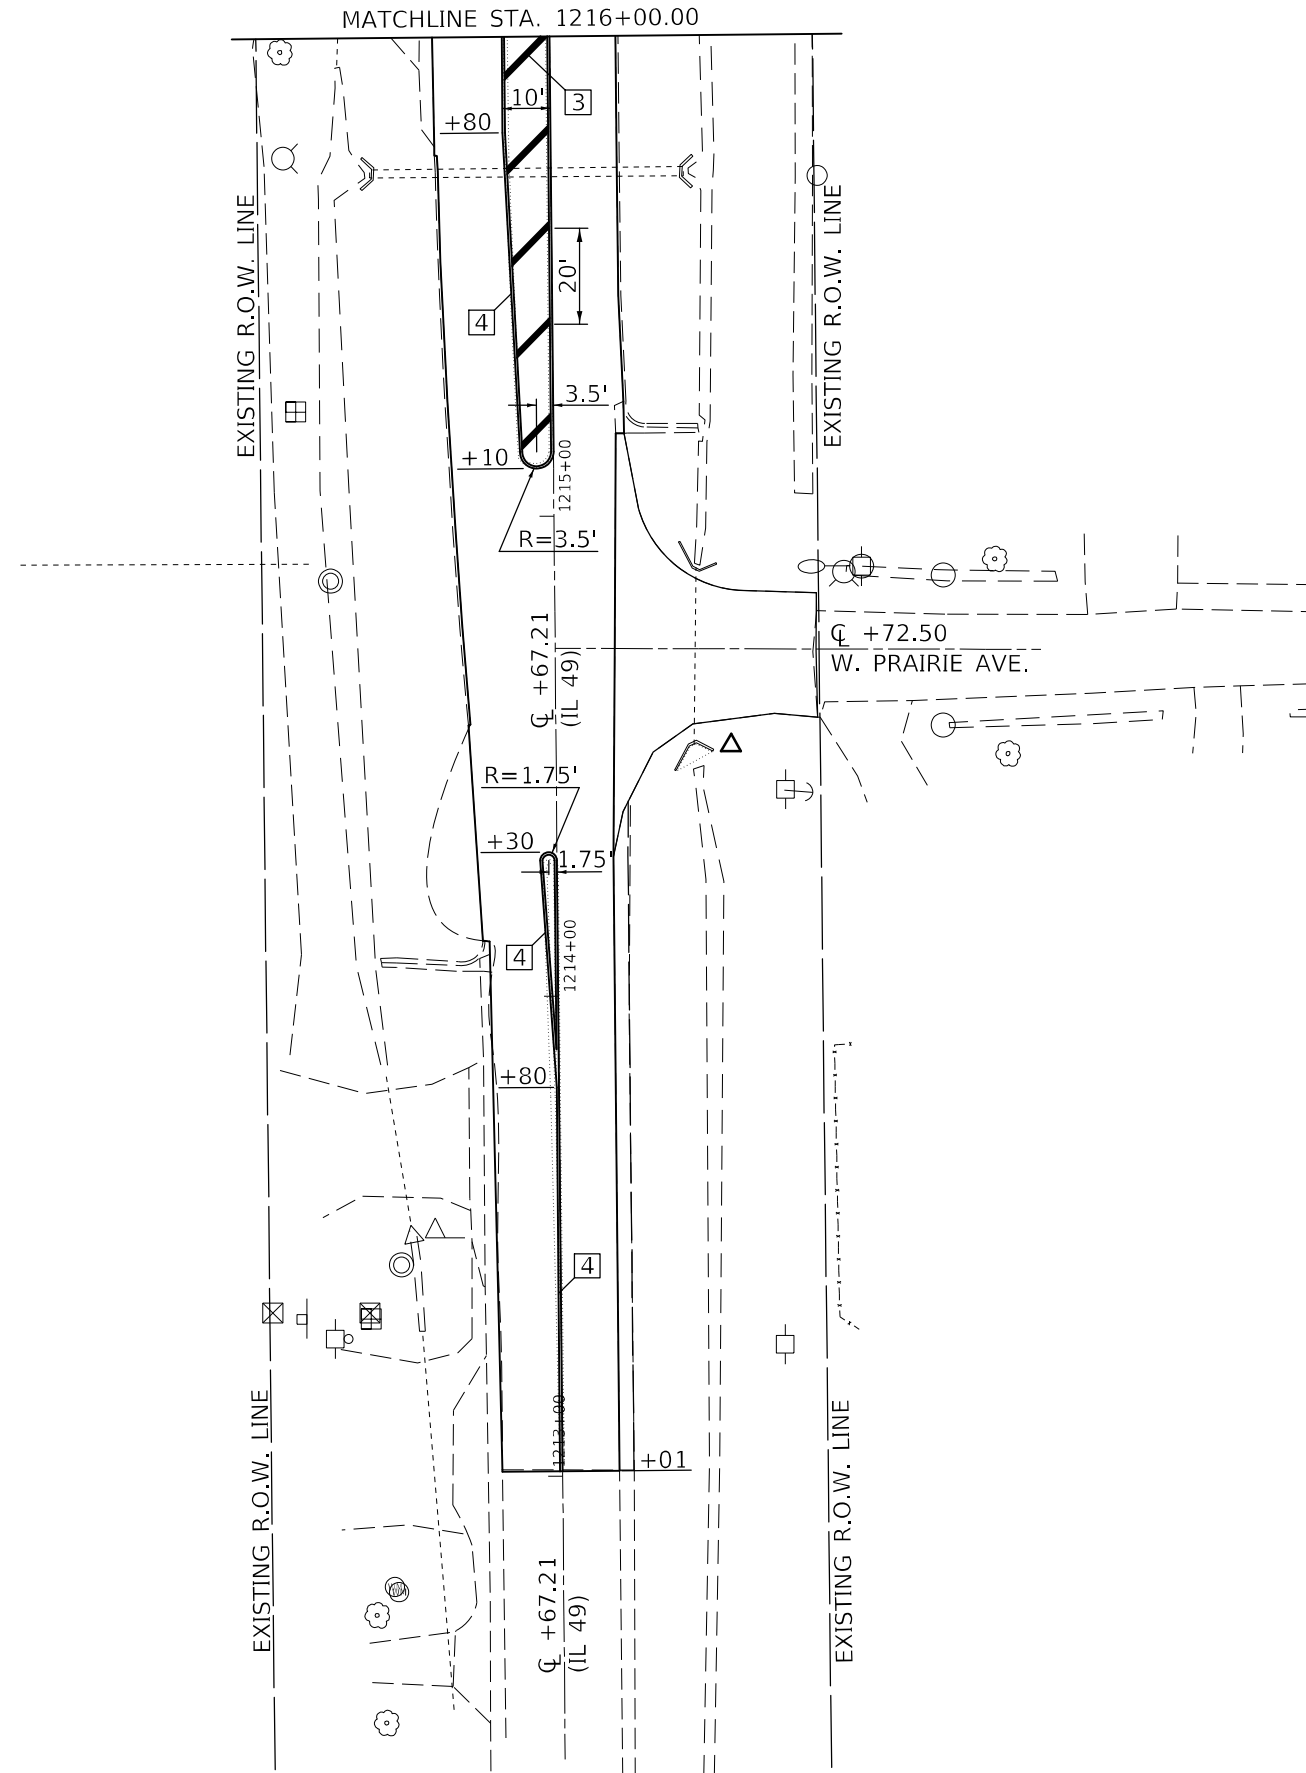 MATCHLINE STA. 1216+00.00
10'
3
+80
EXISTING R.O.W. LINE
EXISTING R.O.W. LINE
20'
4
3.5'
+10
1215+00
R=3.5'
℄ +67.21
(IL 49)
℄ +72.50
W. PRAIRIE AVE.
R=1.75'
+30
1.75'
4
1214+00
+80
4
1213+00
+01
EXISTING R.O.W. LINE
EXISTING R.O.W. LINE
℄ +67.21
(IL 49)